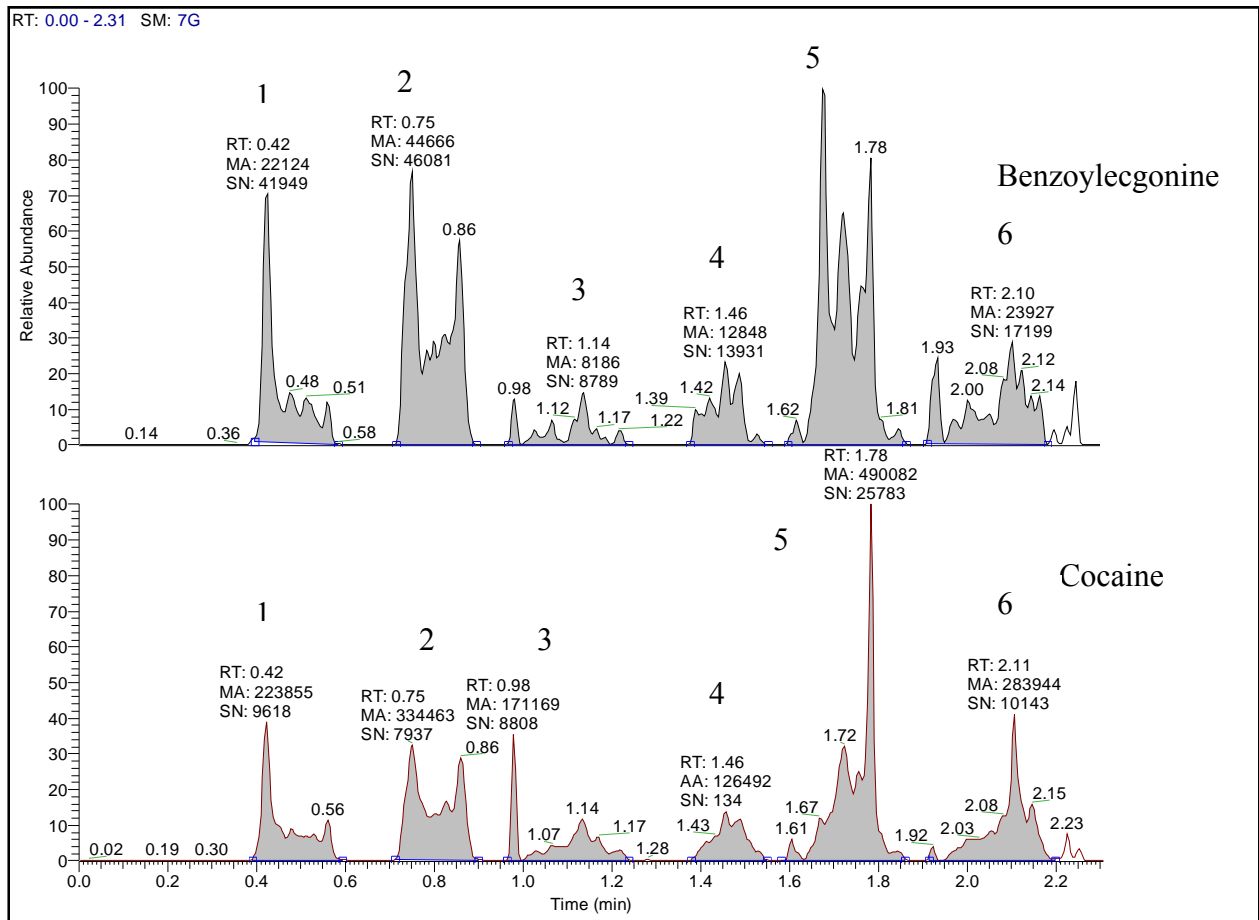 RT: 0.00 - 2.31 SM: 7G
5
1
2
100
90
80
70
60
50
40
30
20
10
0
Relative Abundance
RT: 0.42
MA: 22124
SN: 41949
RT: 0.75
MA: 44666
SN: 46081
1.78
Benzoylecgonine
0.86
6
4
3
RT: 1.14
MA: 8186
SN: 8789
RT: 1.46
MA: 12848
SN: 13931
RT: 2.10
MA: 23927
SN: 17199
0.14
0.36
0.48
0.51
0.58
0.98
1.12
1.17
1.22
1.39
1.42
1.62
1.81
1.93
2.00
2.08
2.12
2.14
RT: 1.78
MA: 490082
SN: 25783
100
90
80
70
60
50
40
30
20
10
0
5
Cocaine
1
2
3
4
6
RT: 0.42
MA: 223855
SN: 9618
RT: 0.75
MA: 334463
SN: 7937
RT: 0.98
MA: 171169
SN: 8808
RT: 1.46
AA: 126492
SN: 134
RT: 2.11
MA: 283944
SN: 10143
0.02
0.19
0.30
0.56
0.86
1.07
1.14
1.17
1.28
1.43
1.61
1.67
1.72
1.92
2.03
2.08
2.15
2.23
0.0 0.2 0.4 0.6 0.8 1.0 1.2 1.4 1.6 1.8 2.0 2.2
Time (min)